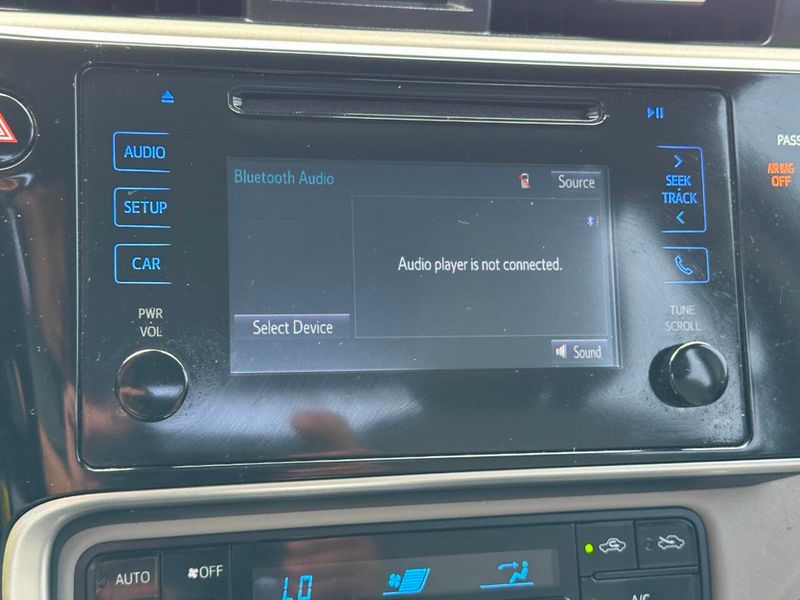 AUDIO
SETUP
CAR
PWR
VOL
Bluetooth Audio
Source
Audio player is not connected.
Select Device
Sound
SEEK
TRACK
TUNE
SCROLL
PASS
AIR BAG
OFF
AUTO
OFF
LO
A/C